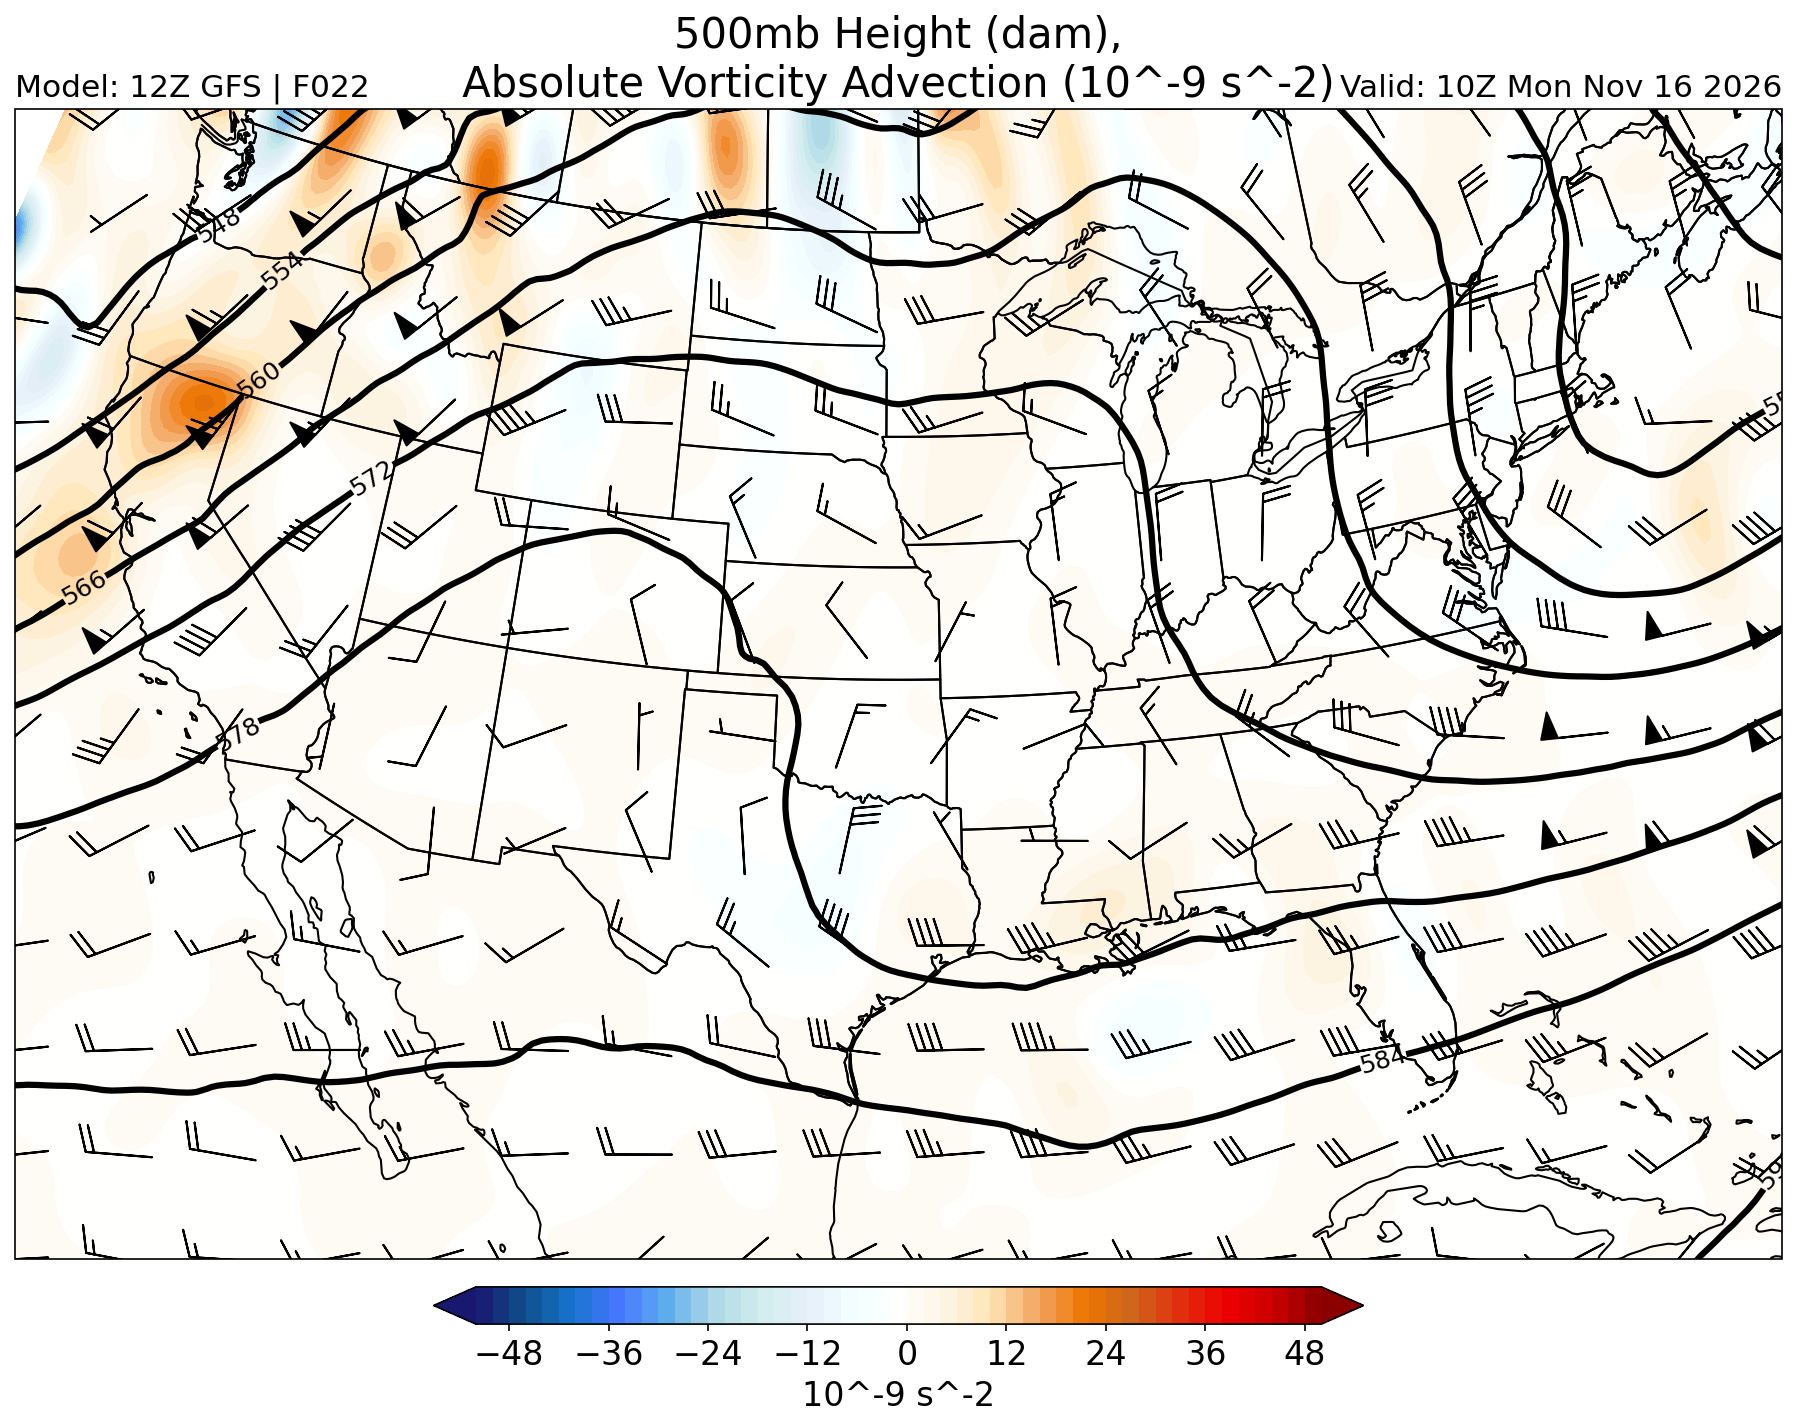 500mb Height (dam),
Absolute Vorticity Advection (10^-9 s^-2)
Model: 12Z GFS | F022
Valid: 10Z Mon Nov 16 2026
548
554
560
572
566
578
584
−48 −36 −24 −12 0 12 24 36 48
10^-9 s^-2